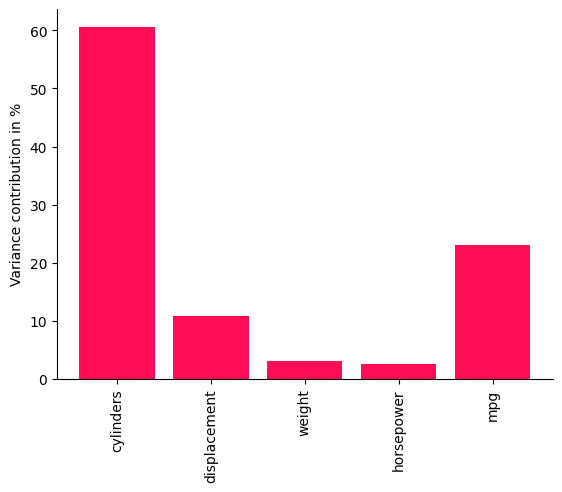 Variance contribution in %
60
50
40
30
20
10
0
cylinders
displacement
weight
horsepower
mpg